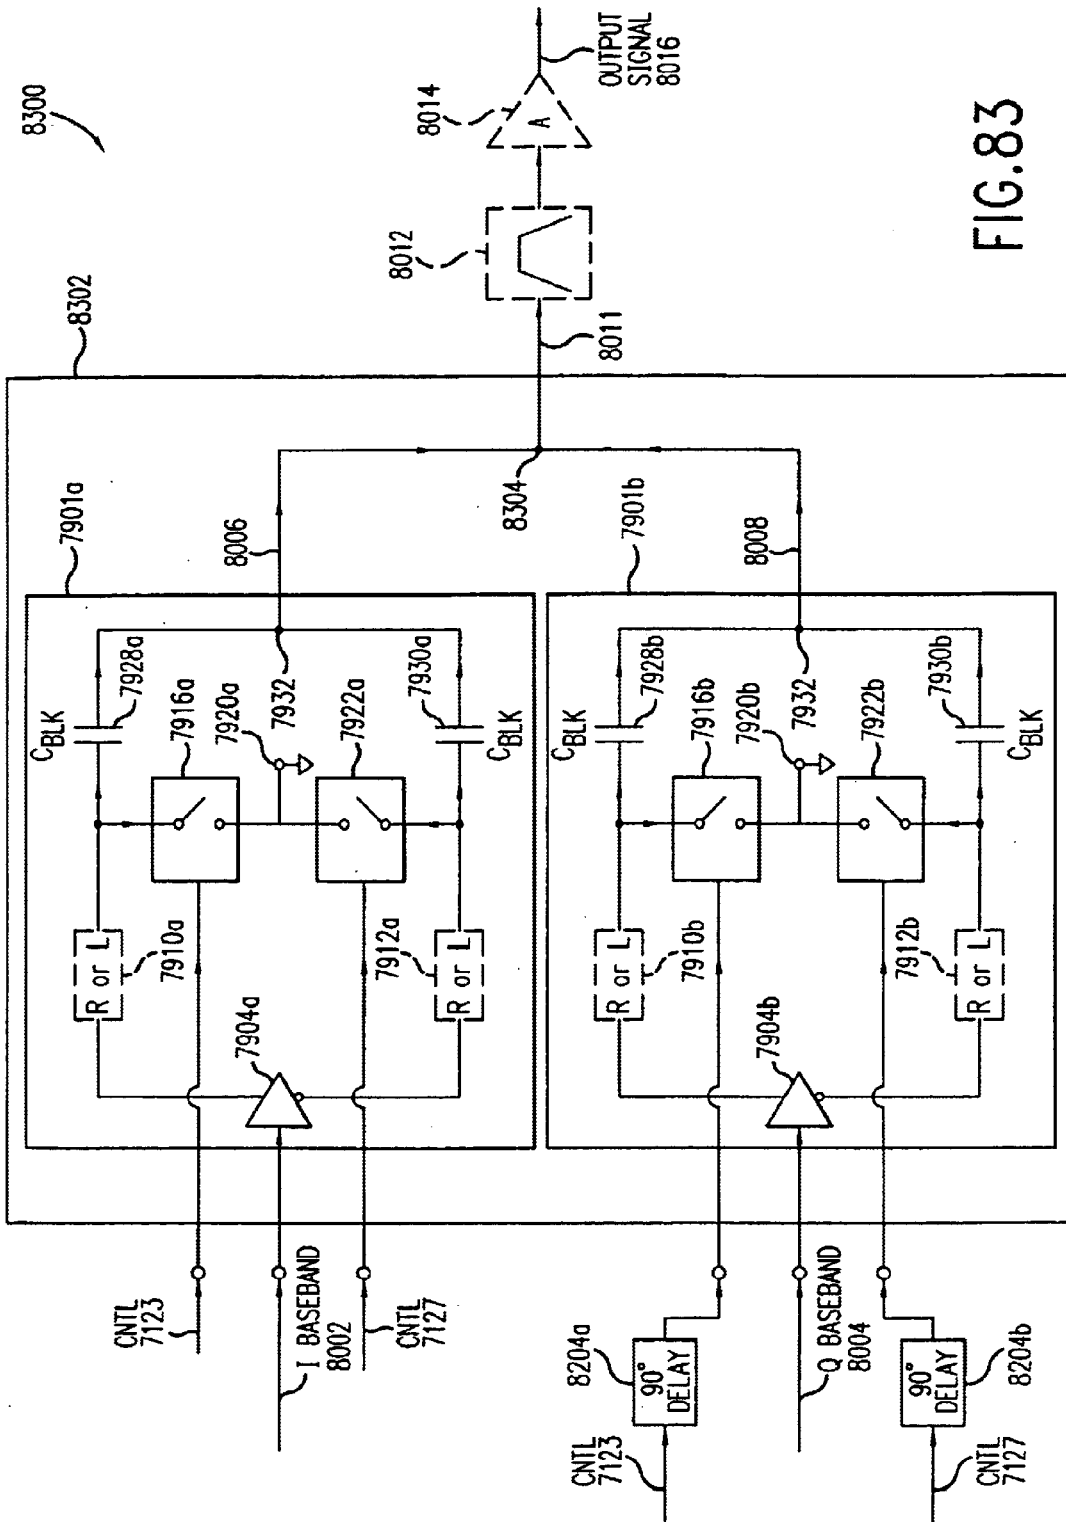 8300
8302
7901a
7904a
R or L
7910a
CBLK
7928a
7916a
7920a
7932
7922a
7912a
R or L
7930a
CBLK
8006
8304
8011
8012
8014
A
OUTPUT
SIGNAL
8016
CNTL
7123
I BASEBAND
8002
CNTL
7127
7901b
8008
7904b
R or L
7910b
CBLK
7928b
7916b
7920b
7932
7922b
7912b
R or L
7930b
CBLK
CNTL
7123
8204a
90°
DELAY
Q BASEBAND
8004
90°
DELAY
8204b
CNTL
7127
FIG.83